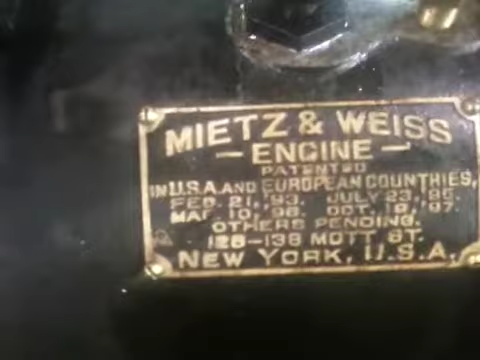 MIETZ & WEISS
— ENGINE —
PATENTED
IN U.S.A. AND EUROPEAN COUNTRIES,
FEB. 21, '93. JULY 23, '95.
MAR. 10, '96. OCT. 19, '97.
OTHERS PENDING.
128-138 MOTT ST.
NEW YORK, U.S.A.